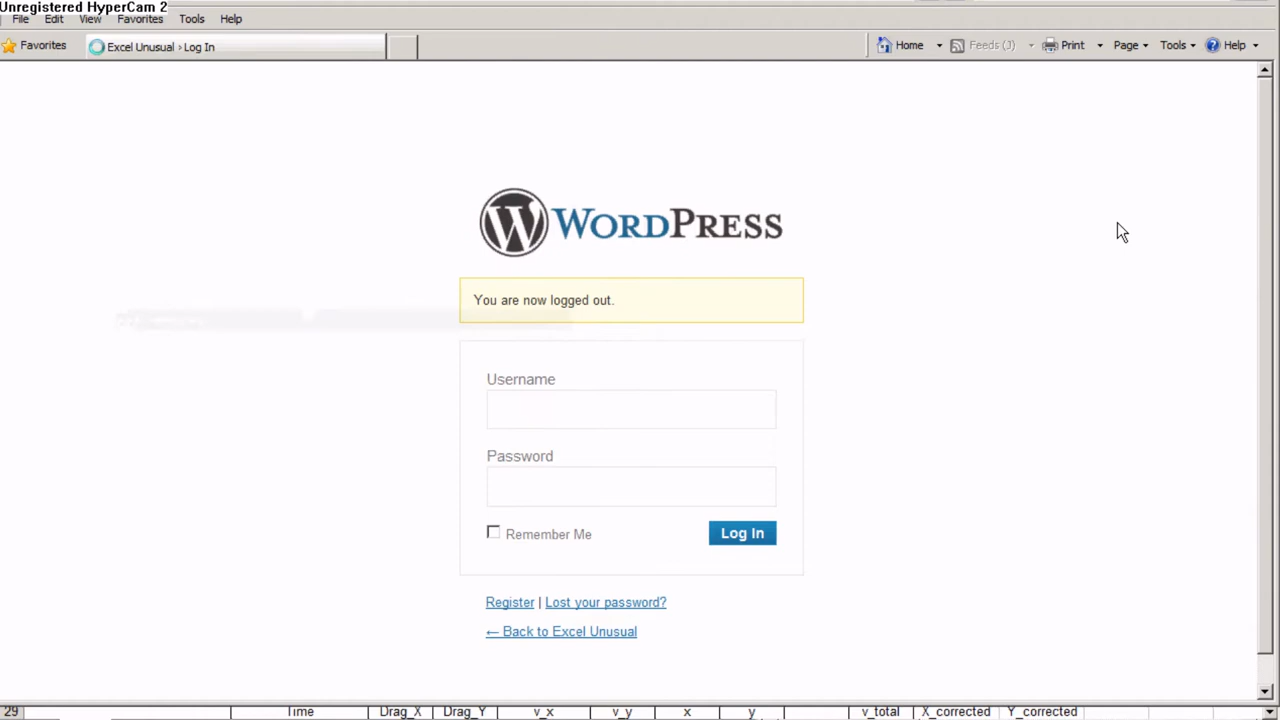 Unregistered HyperCam 2
File Edit View Favorites Tools Help
Favorites Excel Unusual › Log In Home Feeds (J) Print Page Tools Help
WORDPRESS
You are now logged out.
Username
Password
Remember Me Log In
Register | Lost your password?
← Back to Excel Unusual
29 Time Drag_X Drag_Y v_x v_y x y v_total X_corrected Y_corrected